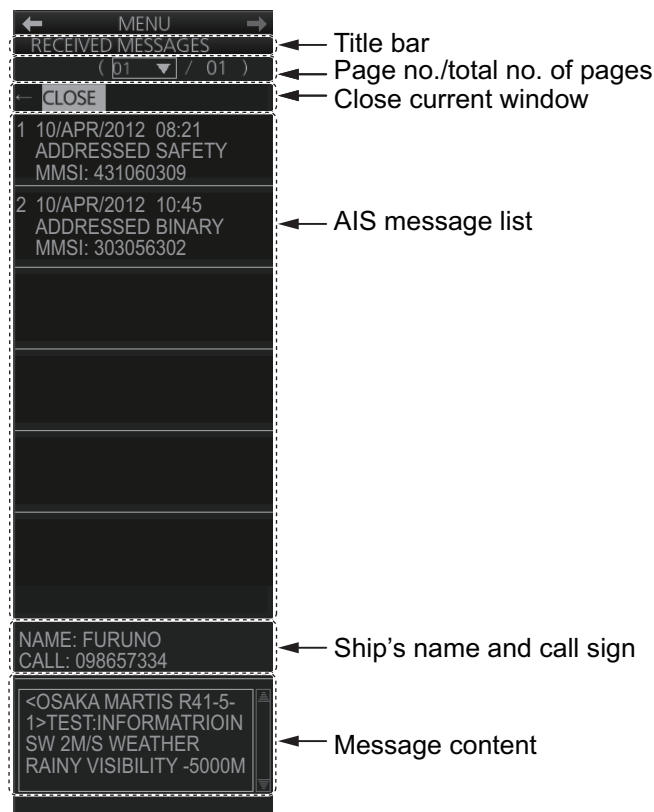 MENU
RECEIVED MESSAGES
Title bar
( 01 ▼ / 01 )
Page no./total no. of pages
← CLOSE
Close current window
1 10/APR/2012 08:21
ADDRESSED SAFETY
MMSI: 431060309
2 10/APR/2012 10:45
ADDRESSED BINARY
MMSI: 303056302
AIS message list
NAME: FURUNO
CALL: 098657334
Ship's name and call sign
<OSAKA MARTIS R41-5-
1>TEST:INFORMATRIOIN
SW 2M/S WEATHER
RAINY VISIBILITY -5000M
Message content